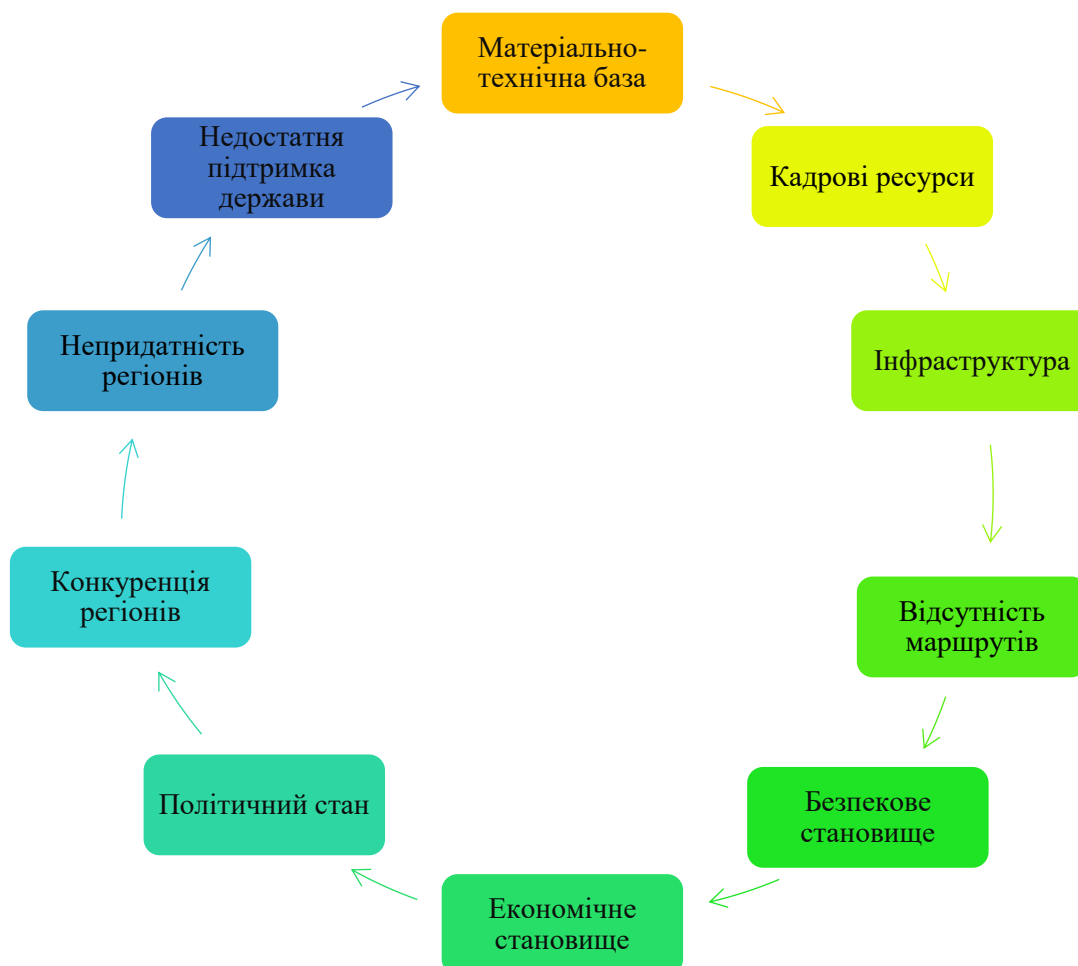 Матеріально-
технічна база
Кадрові ресурси
Інфраструктура
Відсутність
маршрутів
Безпекове
становище
Економічне
становище
Політичний стан
Конкуренція
регіонів
Непридатність
регіонів
Недостатня
підтримка
держави